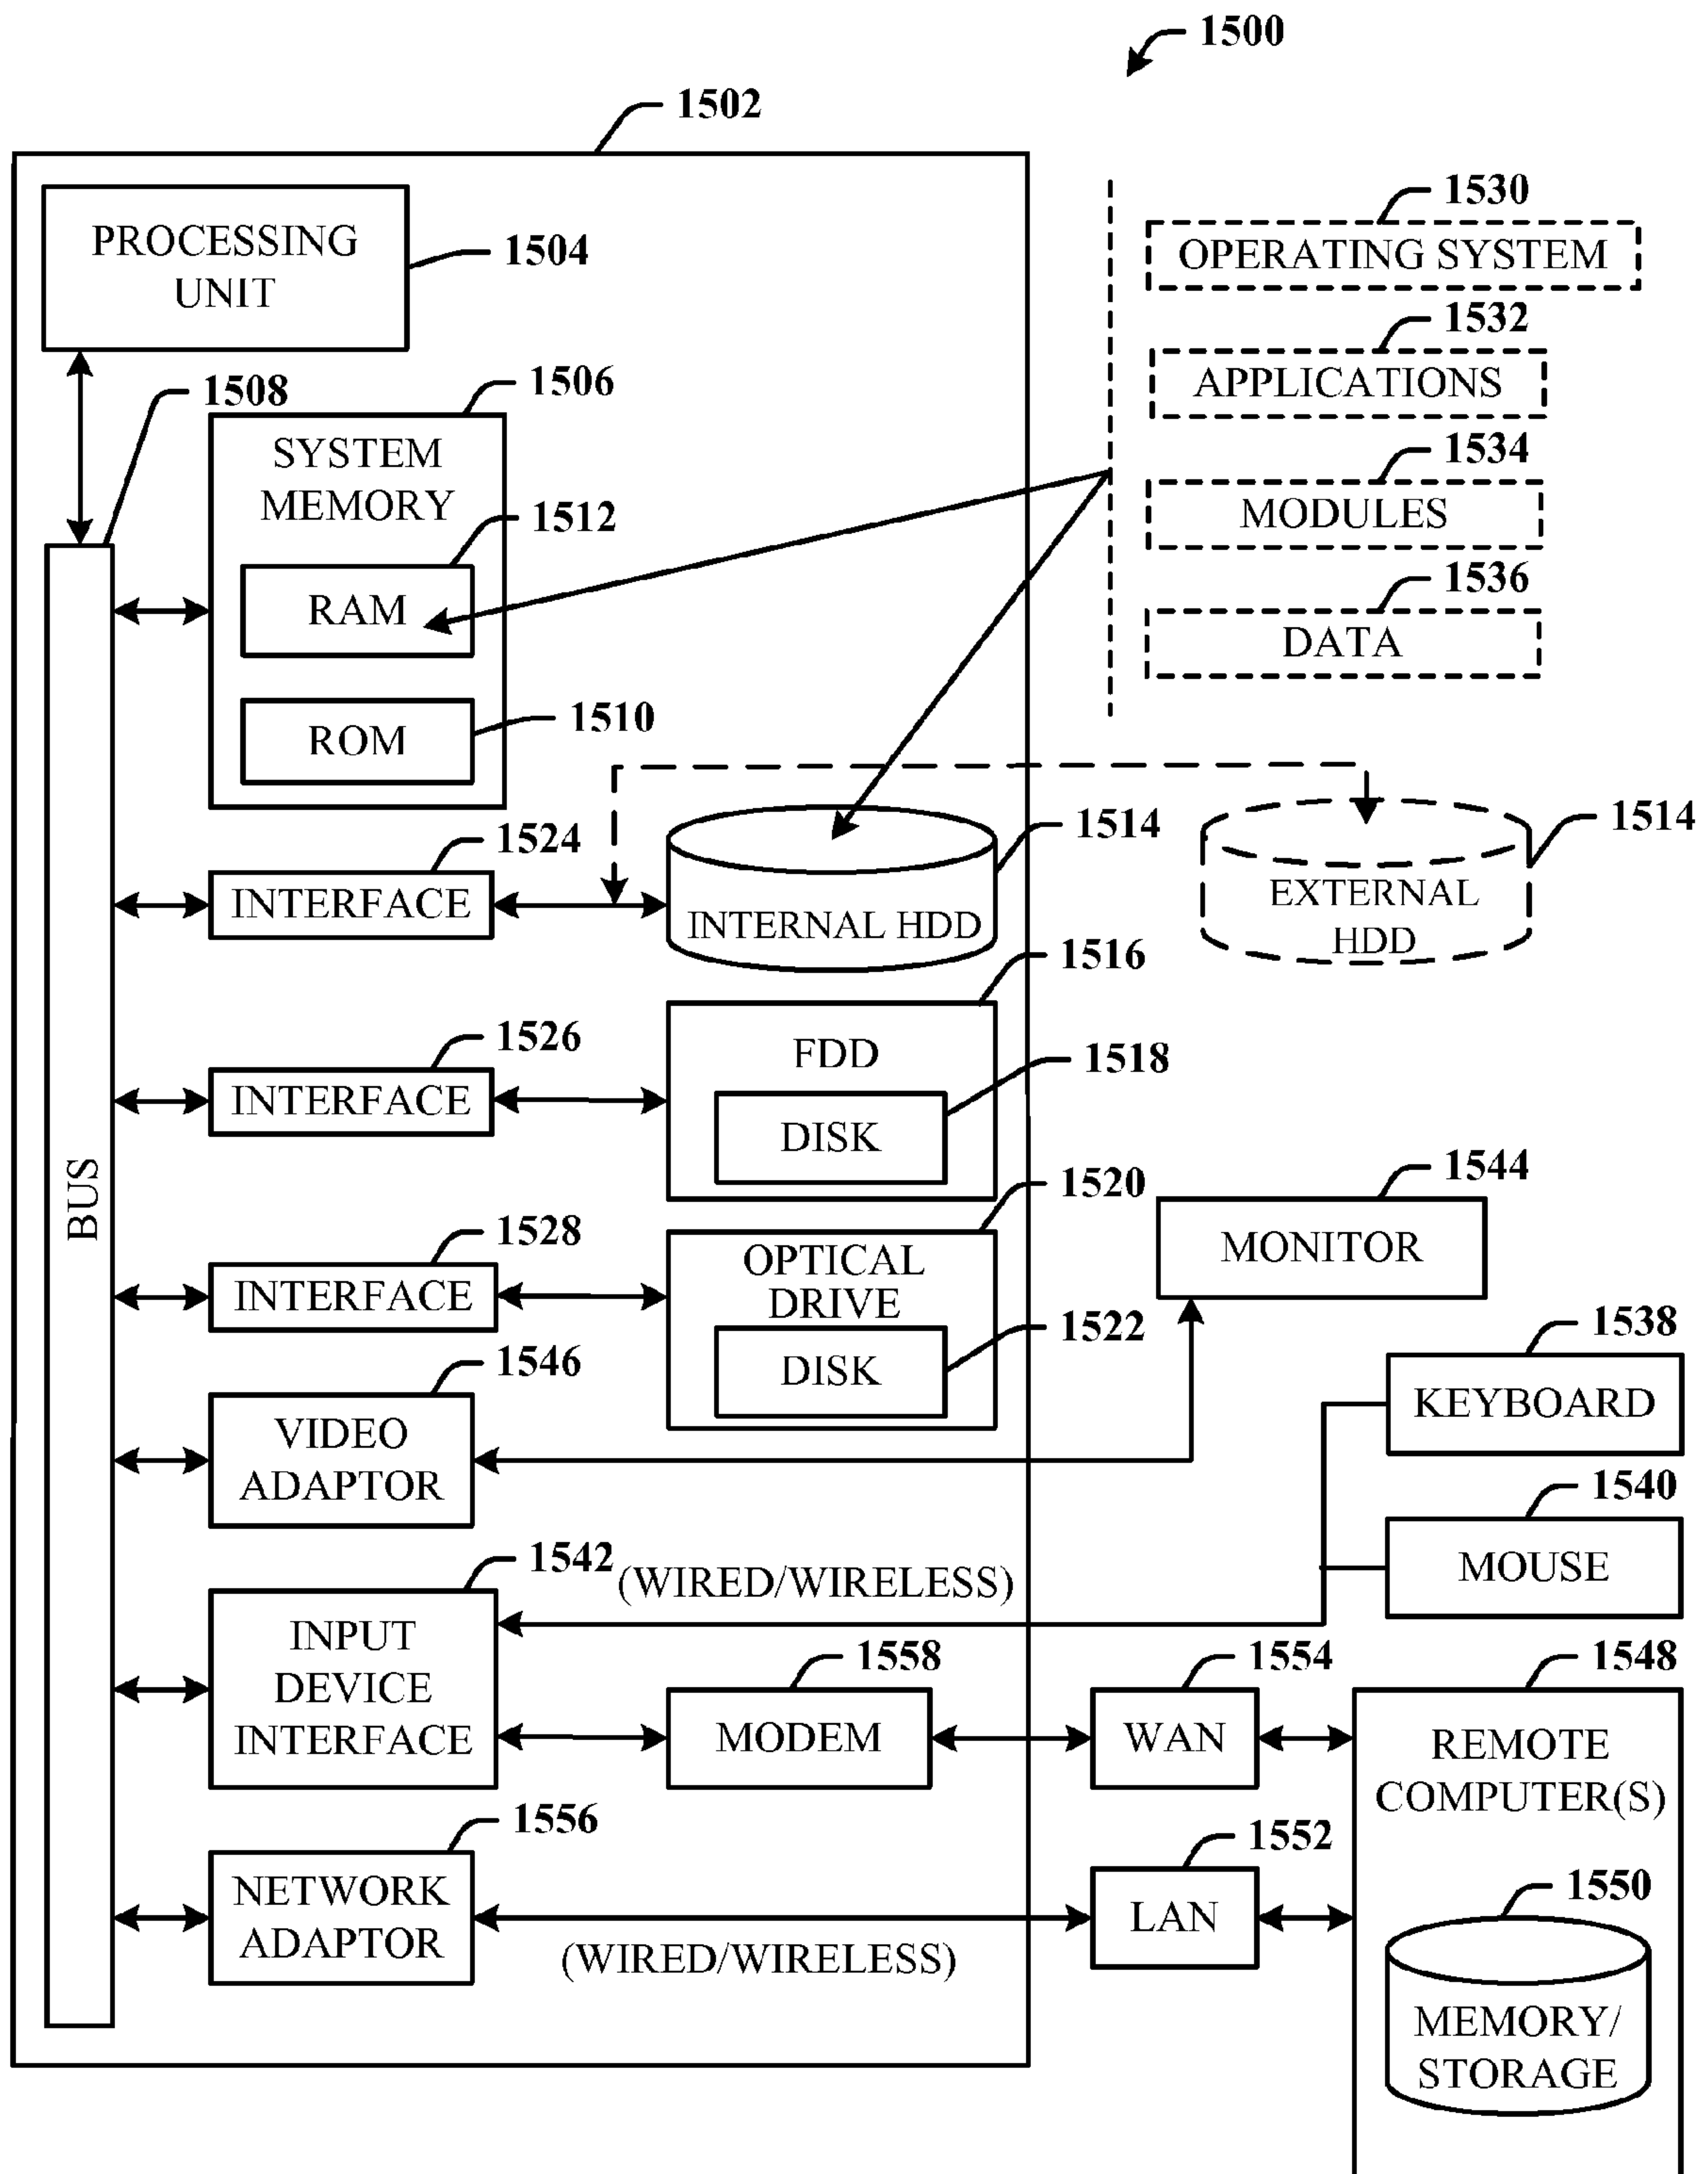 1500
1502
PROCESSING
UNIT
1504
1530
OPERATING SYSTEM
1532
APPLICATIONS
1534
MODULES
1536
DATA
1508
1506
SYSTEM
MEMORY
1512
RAM
1510
ROM
1524
INTERFACE
1514
INTERNAL HDD
1514
EXTERNAL
HDD
1526
INTERFACE
1516
FDD
1518
DISK
BUS
1528
INTERFACE
1520
OPTICAL
DRIVE
1522
DISK
1544
MONITOR
1546
VIDEO
ADAPTOR
1538
KEYBOARD
1540
MOUSE
1542
(WIRED/WIRELESS)
INPUT
DEVICE
INTERFACE
1558
MODEM
1554
WAN
1548
REMOTE
COMPUTER(S)
1556
NETWORK
ADAPTOR
(WIRED/WIRELESS)
1552
LAN
1550
MEMORY/
STORAGE